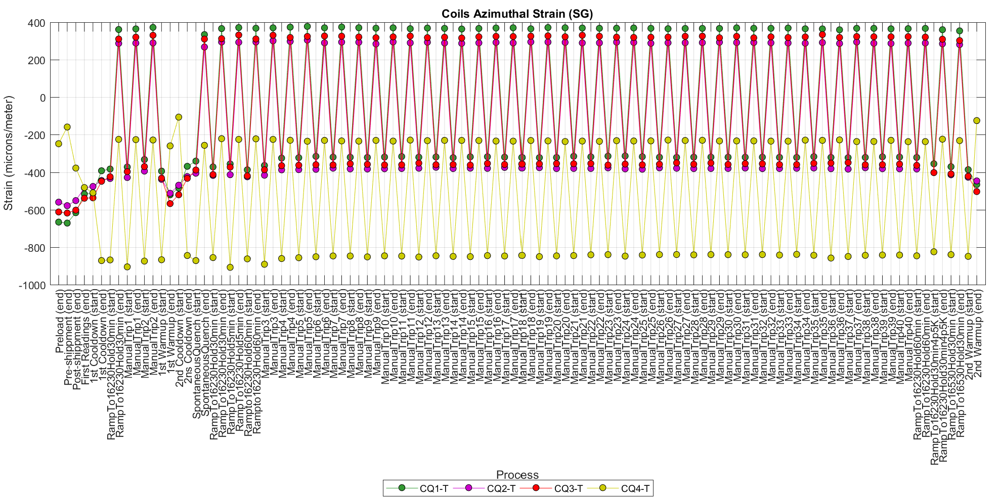 Coils Azimuthal Strain (SG)
Strain (microns/meter)
400
200
0
-200
-400
-600
-800
-1000
Preload (end)
Pre-shipment (end)
Post-shipment (end)
First Readings (end)
1st Cooldown (start)
1st Cooldown (end)
RampTo16230Hold30min (start)
RampTo16230Hold30min (end)
ManualTrip1 (start)
ManualTrip1 (end)
ManualTrip2 (start)
ManualTrip2 (end)
1st Warmup (start)
1st Warmup (end)
2nd Cooldown (start)
2ns Cooldown (end)
SpontaneousQuench (start)
SpontaneousQuench (end)
RampTo16230Hold30min (start)
RampTo16230Hold30min (end)
RampTo16230Hold5min (start)
RampTo16230Hold5min (end)
Rampto16230Hold60min (start)
Rampto16230Hold60min (end)
ManualTrip3 (start)
ManualTrip3 (end)
ManualTrip4 (start)
ManualTrip4 (end)
ManualTrip5 (start)
ManualTrip5 (end)
ManualTrip6 (start)
ManualTrip6 (end)
ManualTrip7 (start)
ManualTrip7 (end)
ManualTrip8 (start)
ManualTrip8 (end)
ManualTrip9 (start)
ManualTrip9 (end)
ManualTrip10 (start)
ManualTrip10 (end)
ManualTrip11 (start)
ManualTrip11 (end)
ManualTrip12 (start)
ManualTrip12 (end)
ManualTrip13 (start)
ManualTrip13 (end)
ManualTrip14 (start)
ManualTrip14 (end)
ManualTrip15 (start)
ManualTrip15 (end)
ManualTrip16 (start)
ManualTrip16 (end)
ManualTrip17 (start)
ManualTrip17 (end)
ManualTrip18 (start)
ManualTrip18 (end)
ManualTrip19 (start)
ManualTrip19 (end)
ManualTrip20 (start)
ManualTrip20 (end)
ManualTrip21 (start)
ManualTrip21 (end)
ManualTrip22 (start)
ManualTrip22 (end)
ManualTrip23 (start)
ManualTrip23 (end)
ManualTrip24 (start)
ManualTrip24 (end)
ManualTrip25 (start)
ManualTrip25 (end)
ManualTrip26 (start)
ManualTrip26 (end)
ManualTrip27 (start)
ManualTrip27 (end)
ManualTrip28 (start)
ManualTrip28 (end)
ManualTrip29 (start)
ManualTrip29 (end)
ManualTrip30 (start)
ManualTrip30 (end)
ManualTrip31 (start)
ManualTrip31 (end)
ManualTrip32 (start)
ManualTrip32 (end)
ManualTrip33 (start)
ManualTrip33 (end)
ManualTrip34 (start)
ManualTrip34 (end)
ManualTrip35 (start)
ManualTrip35 (end)
ManualTrip36 (start)
ManualTrip36 (end)
ManualTrip37 (start)
ManualTrip37 (end)
ManualTrip38 (start)
ManualTrip38 (end)
ManualTrip39 (start)
ManualTrip39 (end)
ManualTrip40 (start)
ManualTrip40 (end)
RampTo16230Hold60min (start)
RampTo16230Hold60min (end)
RampTo16230Hold30min4p5K (start)
RampTo16230Hold30min4p5K (end)
RampTo16530Hold30min (start)
RampTo16530Hold30min (end)
2nd Warmup (start)
2nd Warmup (end)
Process
CQ1-T CQ2-T CQ3-T CQ4-T